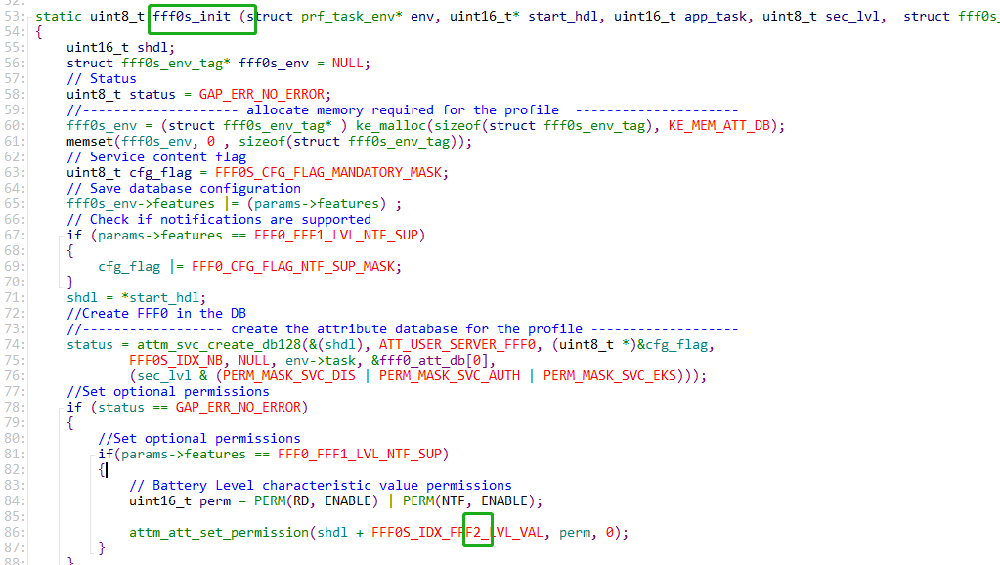 52:
53: static uint8_t fff0s_init (struct prf_task_env* env, uint16_t* start_hdl, uint16_t app_task, uint8_t sec_lvl,  struct fff0s_
54: {
55:     uint16_t shdl;
56:     struct fff0s_env_tag* fff0s_env = NULL;
57:     // Status
58:     uint8_t status = GAP_ERR_NO_ERROR;
59:     //-------------------- allocate memory required for the profile  ---------------------
60:     fff0s_env = (struct fff0s_env_tag* ) ke_malloc(sizeof(struct fff0s_env_tag), KE_MEM_ATT_DB);
61:     memset(fff0s_env, 0 , sizeof(struct fff0s_env_tag));
62:     // Service content flag
63:     uint8_t cfg_flag = FFF0S_CFG_FLAG_MANDATORY_MASK;
64:     // Save database configuration
65:     fff0s_env->features |= (params->features) ;
66:     // Check if notifications are supported
67:     if (params->features == FFF0_FFF1_LVL_NTF_SUP)
68:     {
69:         cfg_flag |= FFF0_CFG_FLAG_NTF_SUP_MASK;
70:     }
71:     shdl = *start_hdl;
72:     //Create FFF0 in the DB
73:     //------------------ create the attribute database for the profile -------------------
74:     status = attm_svc_create_db128(&(shdl), ATT_USER_SERVER_FFF0, (uint8_t *)&cfg_flag,
75:             FFF0S_IDX_NB, NULL, env->task, &fff0_att_db[0],
76:             (sec_lvl & (PERM_MASK_SVC_DIS | PERM_MASK_SVC_AUTH | PERM_MASK_SVC_EKS)));
77:     //Set optional permissions
78:     if (status == GAP_ERR_NO_ERROR)
79:     {
80:         //Set optional permissions
81:         if(params->features == FFF0_FFF1_LVL_NTF_SUP)
82:         {
83:             // Battery Level characteristic value permissions
84:             uint16_t perm = PERM(RD, ENABLE) | PERM(NTF, ENABLE);
85:
86:             attm_att_set_permission(shdl + FFF0S_IDX_FFF2_LVL_VAL, perm, 0);
87:         }
88:     }